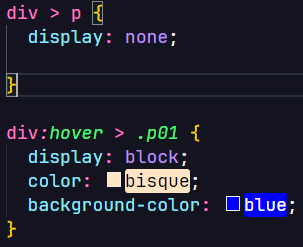 div > p {
display: none;
}
div:hover > .p01 {
display: block;
color: bisque;
background-color: blue;
}